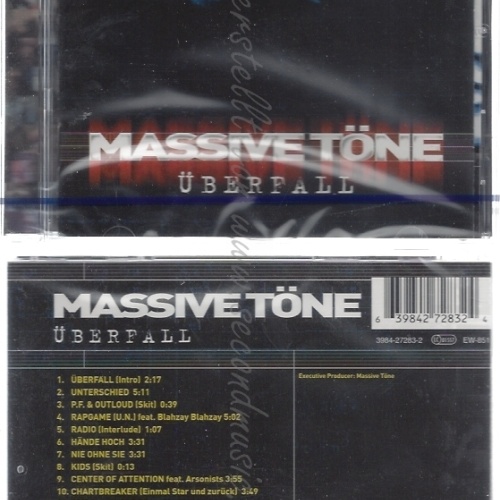 MASSIVE TÖNE
ÜBERFALL
MASSIVE TÖNE
ÜBERFALL
6 39842 72832 4
3984-27283-2
EW-851
Executive Producer: Massive Töne
1. ÜBERFALL (Intro) 2:17
2. UNTERSCHIED 5:11
3. P.F. & OUTLOUD (Skit) 0:39
4. RAPGAME (U.N.) feat. Blahzay Blahzay 5:02
5. RADIO (Interlude) 1:07
6. HÄNDE HOCH 3:31
7. NIE OHNE SIE 3:31
8. KIDS (Skit) 0:13
9. CENTER OF ATTENTION feat. Arsonists 3:55
10. CHARTBREAKER (Einmal Star und zurück) 3:49